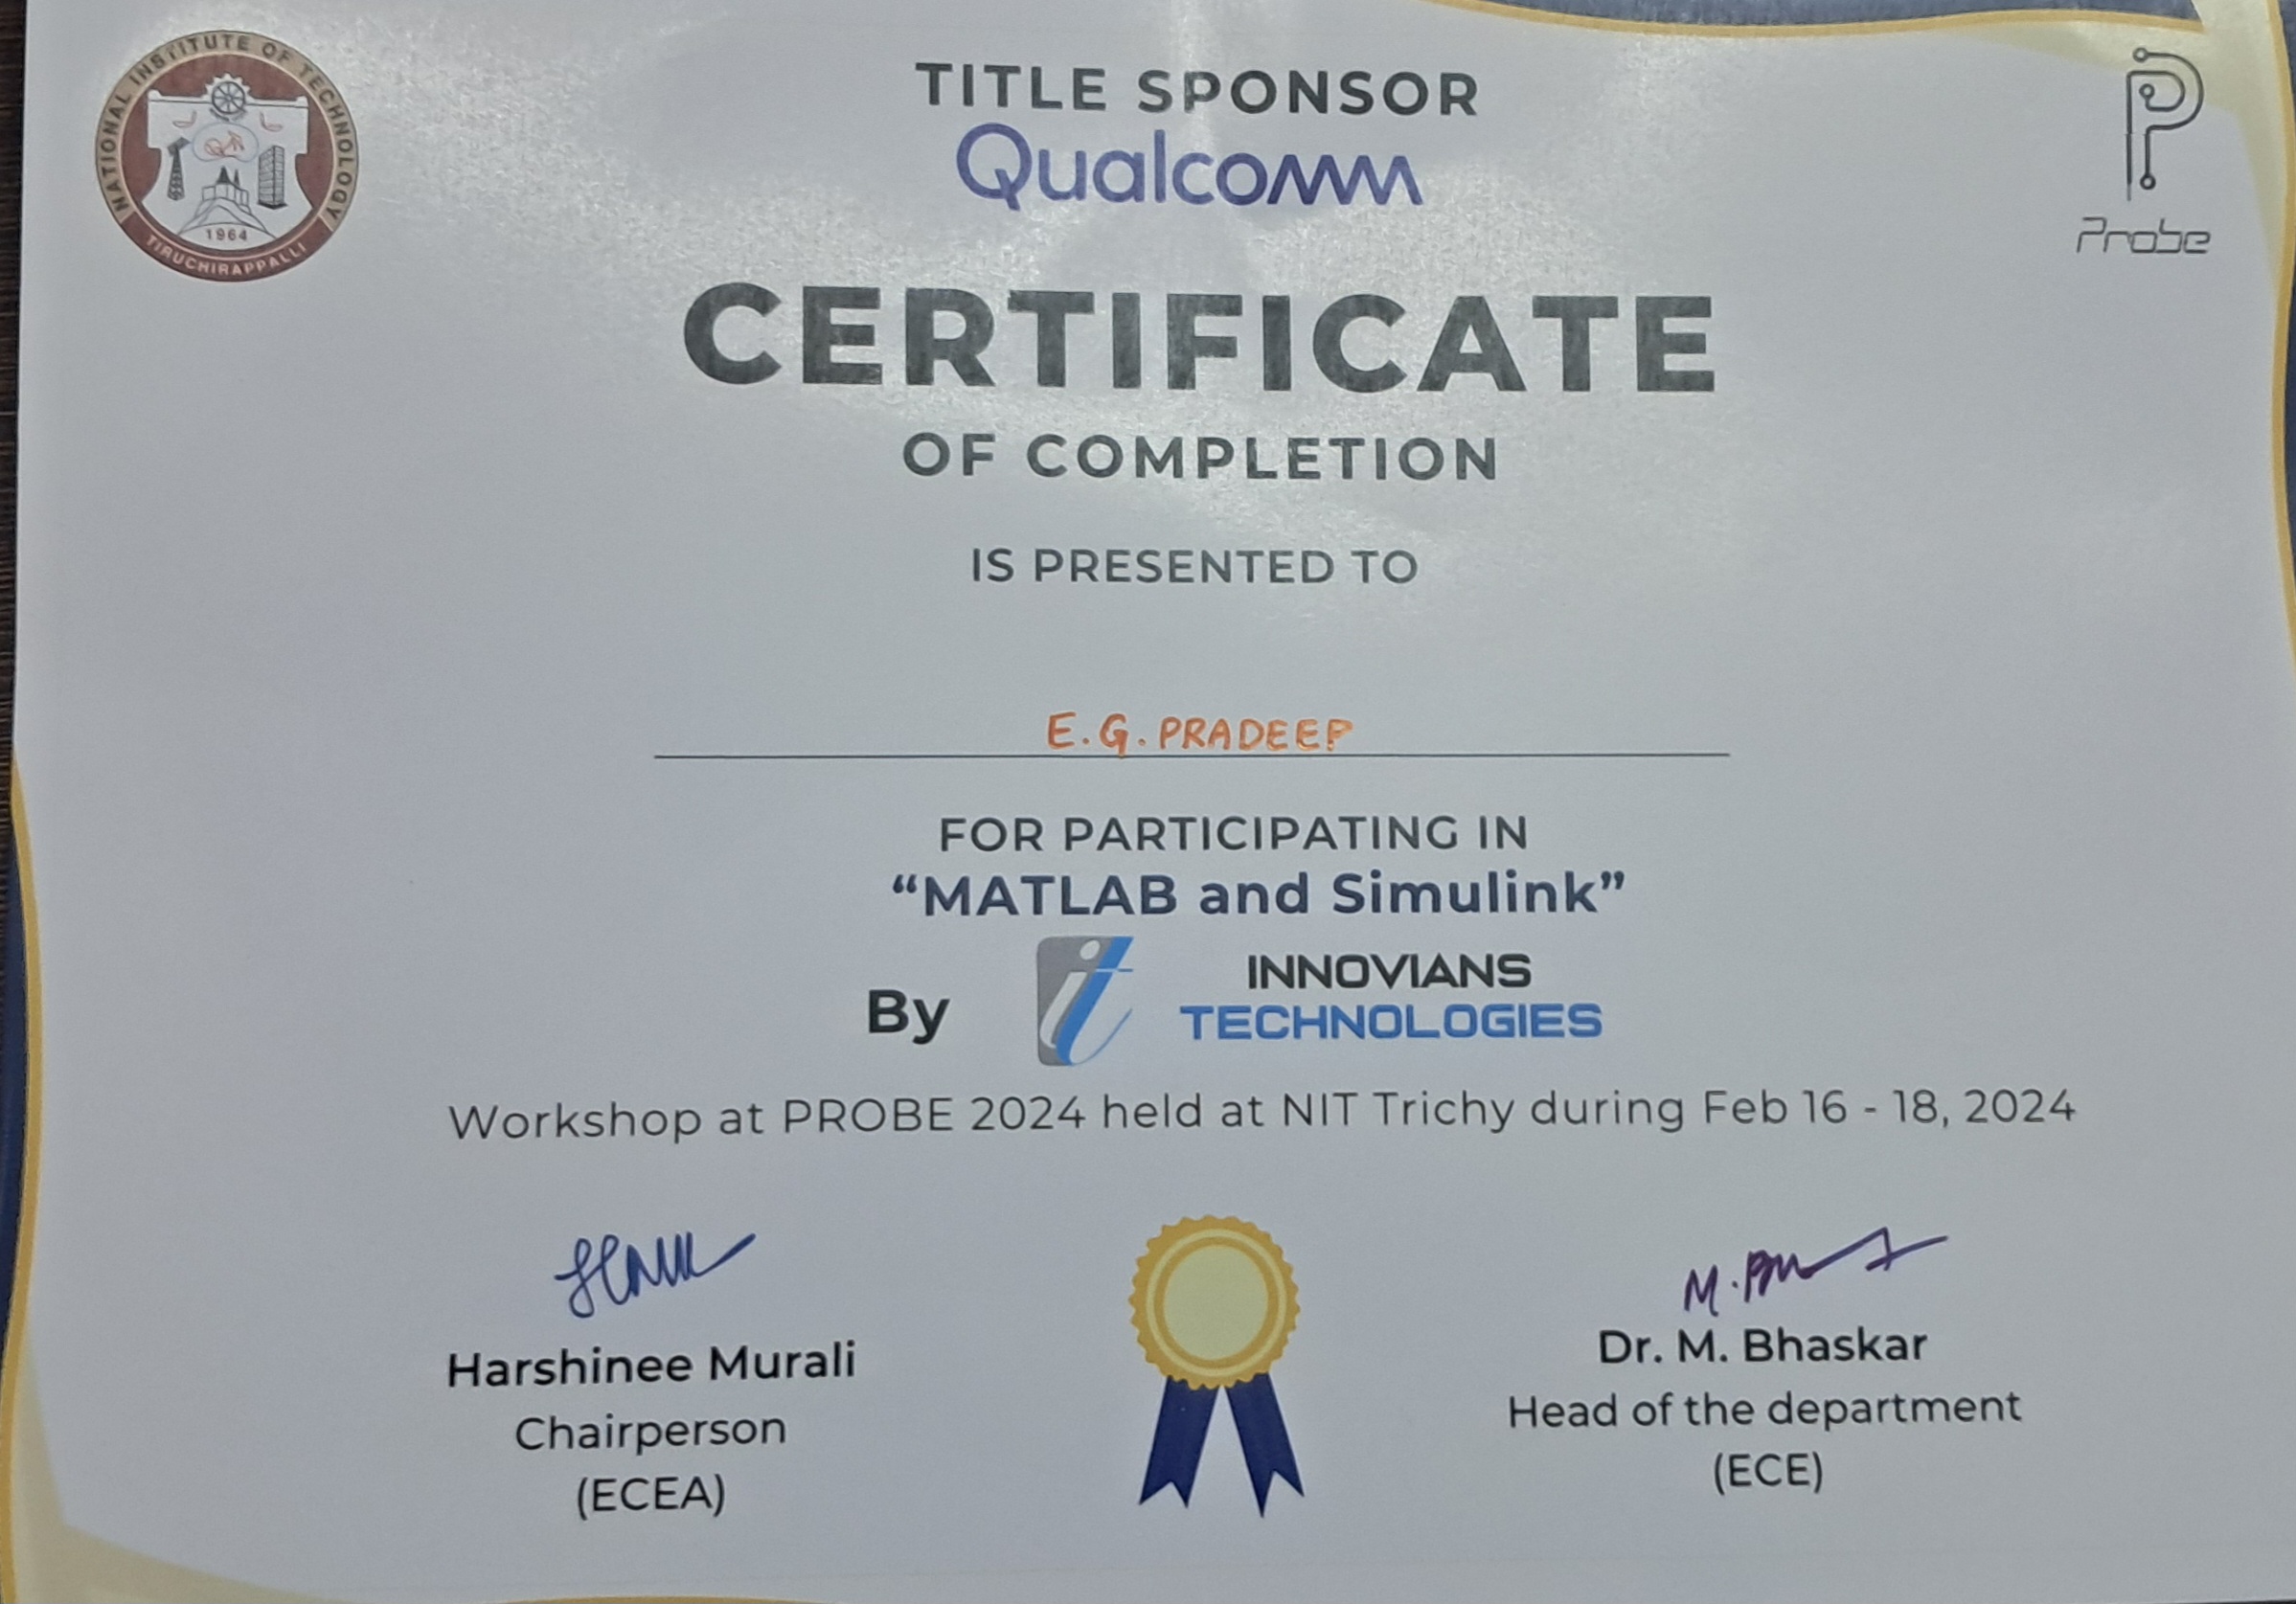 NATIONAL INSTITUTE OF TECHNOLOGY
1964
TIRUCHIRAPPALLI
TITLE SPONSOR
Qualcomm
Probe
CERTIFICATE
OF COMPLETION
IS PRESENTED TO
E.G. PRADEEP
FOR PARTICIPATING IN
“MATLAB and Simulink”
By
it
INNOVIANS
TECHNOLOGIES
Workshop at PROBE 2024 held at NIT Trichy during Feb 16 - 18, 2024
Harshinee Murali
Chairperson
(ECEA)
Dr. M. Bhaskar
Head of the department
(ECE)